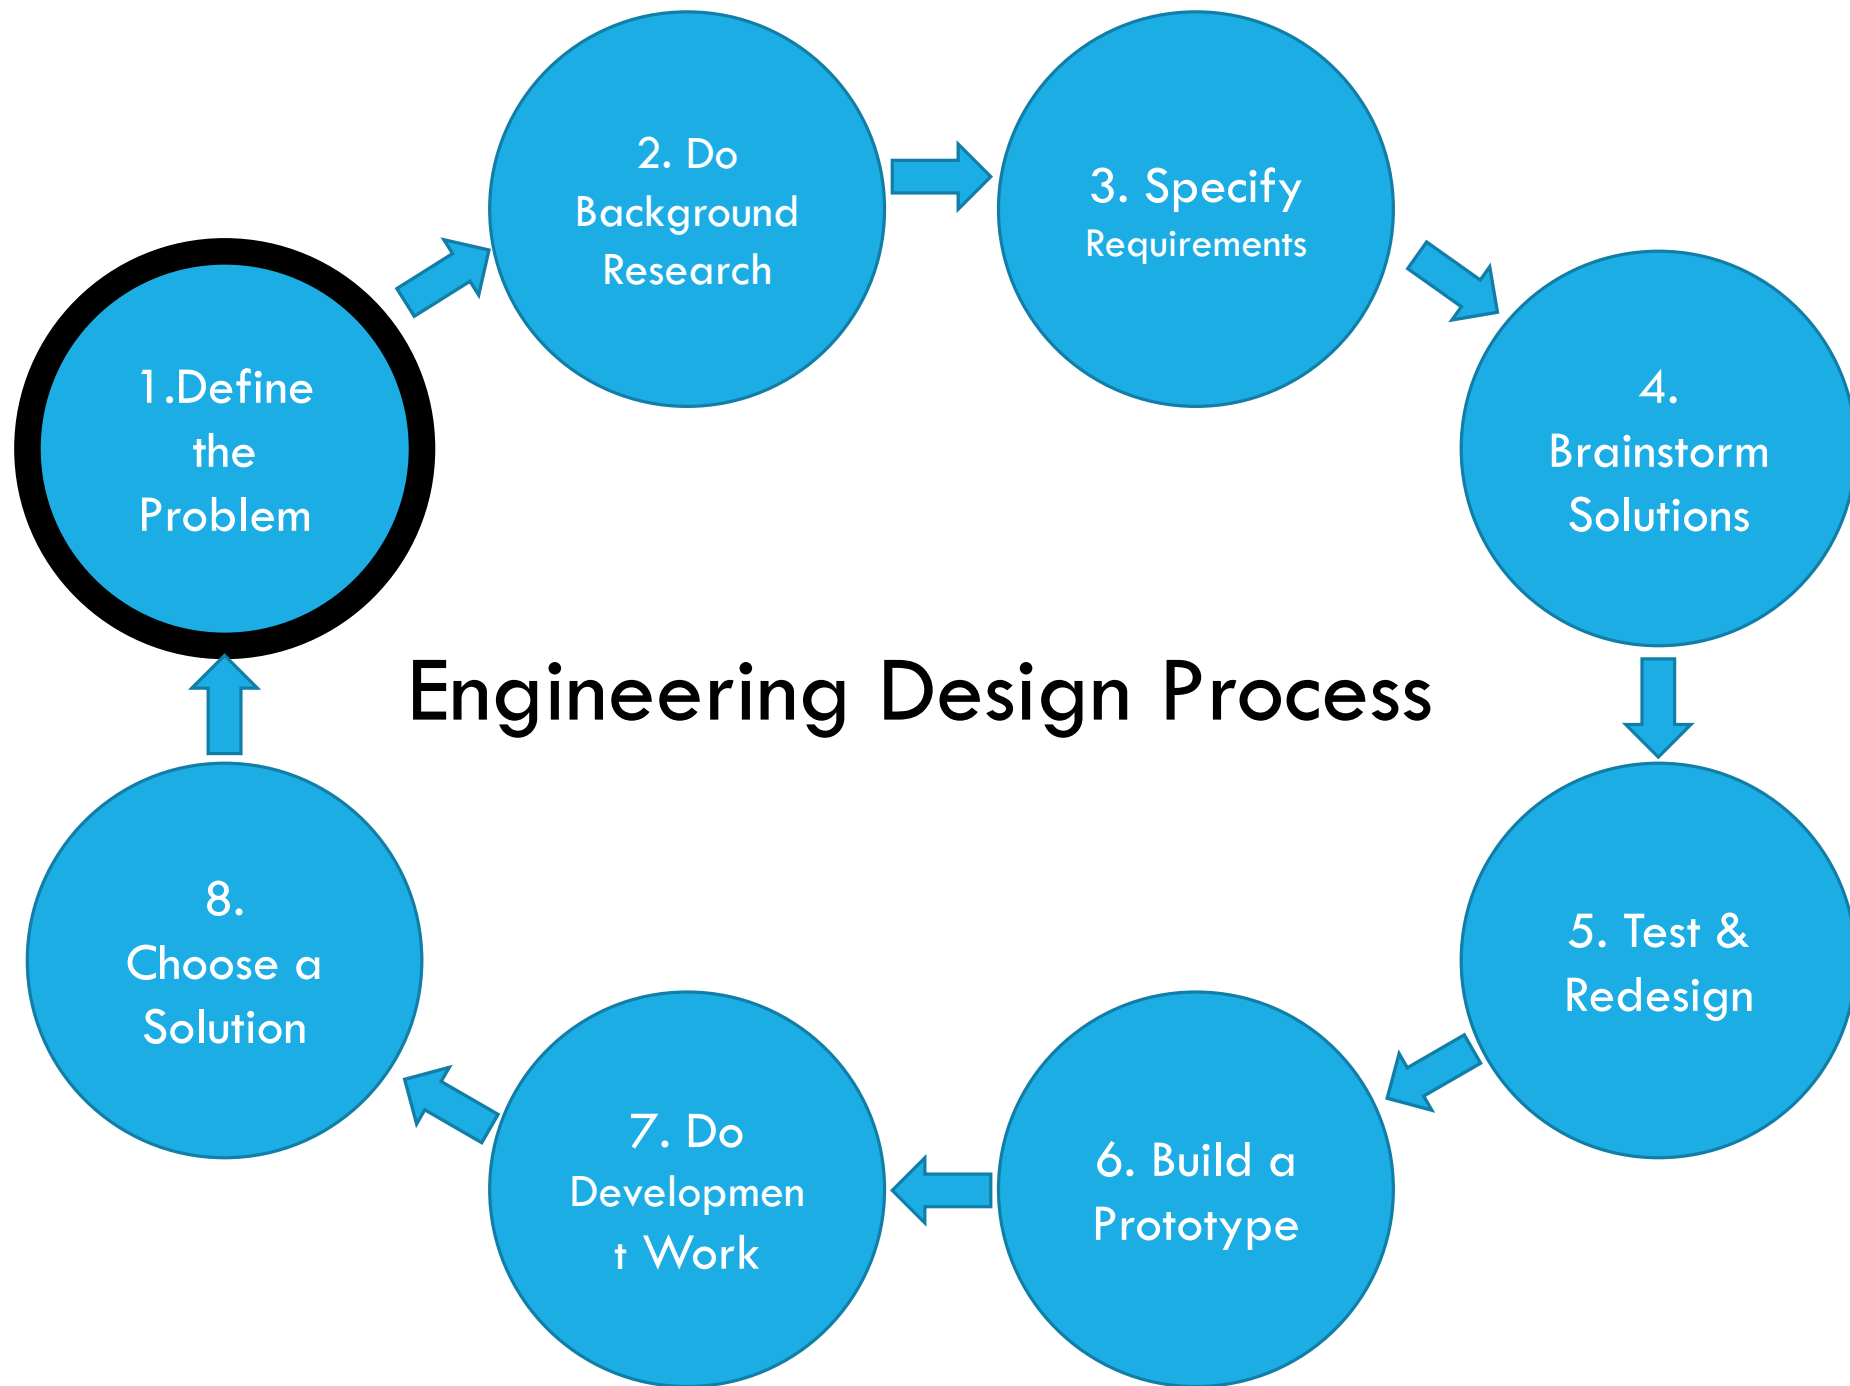 1.Define
the
Problem
2. Do
Background
Research
3. Specify
Requirements
4.
Brainstorm
Solutions
Engineering Design Process
5. Test &
Redesign
6. Build a
Prototype
7. Do
Developmen
t Work
8.
Choose a
Solution